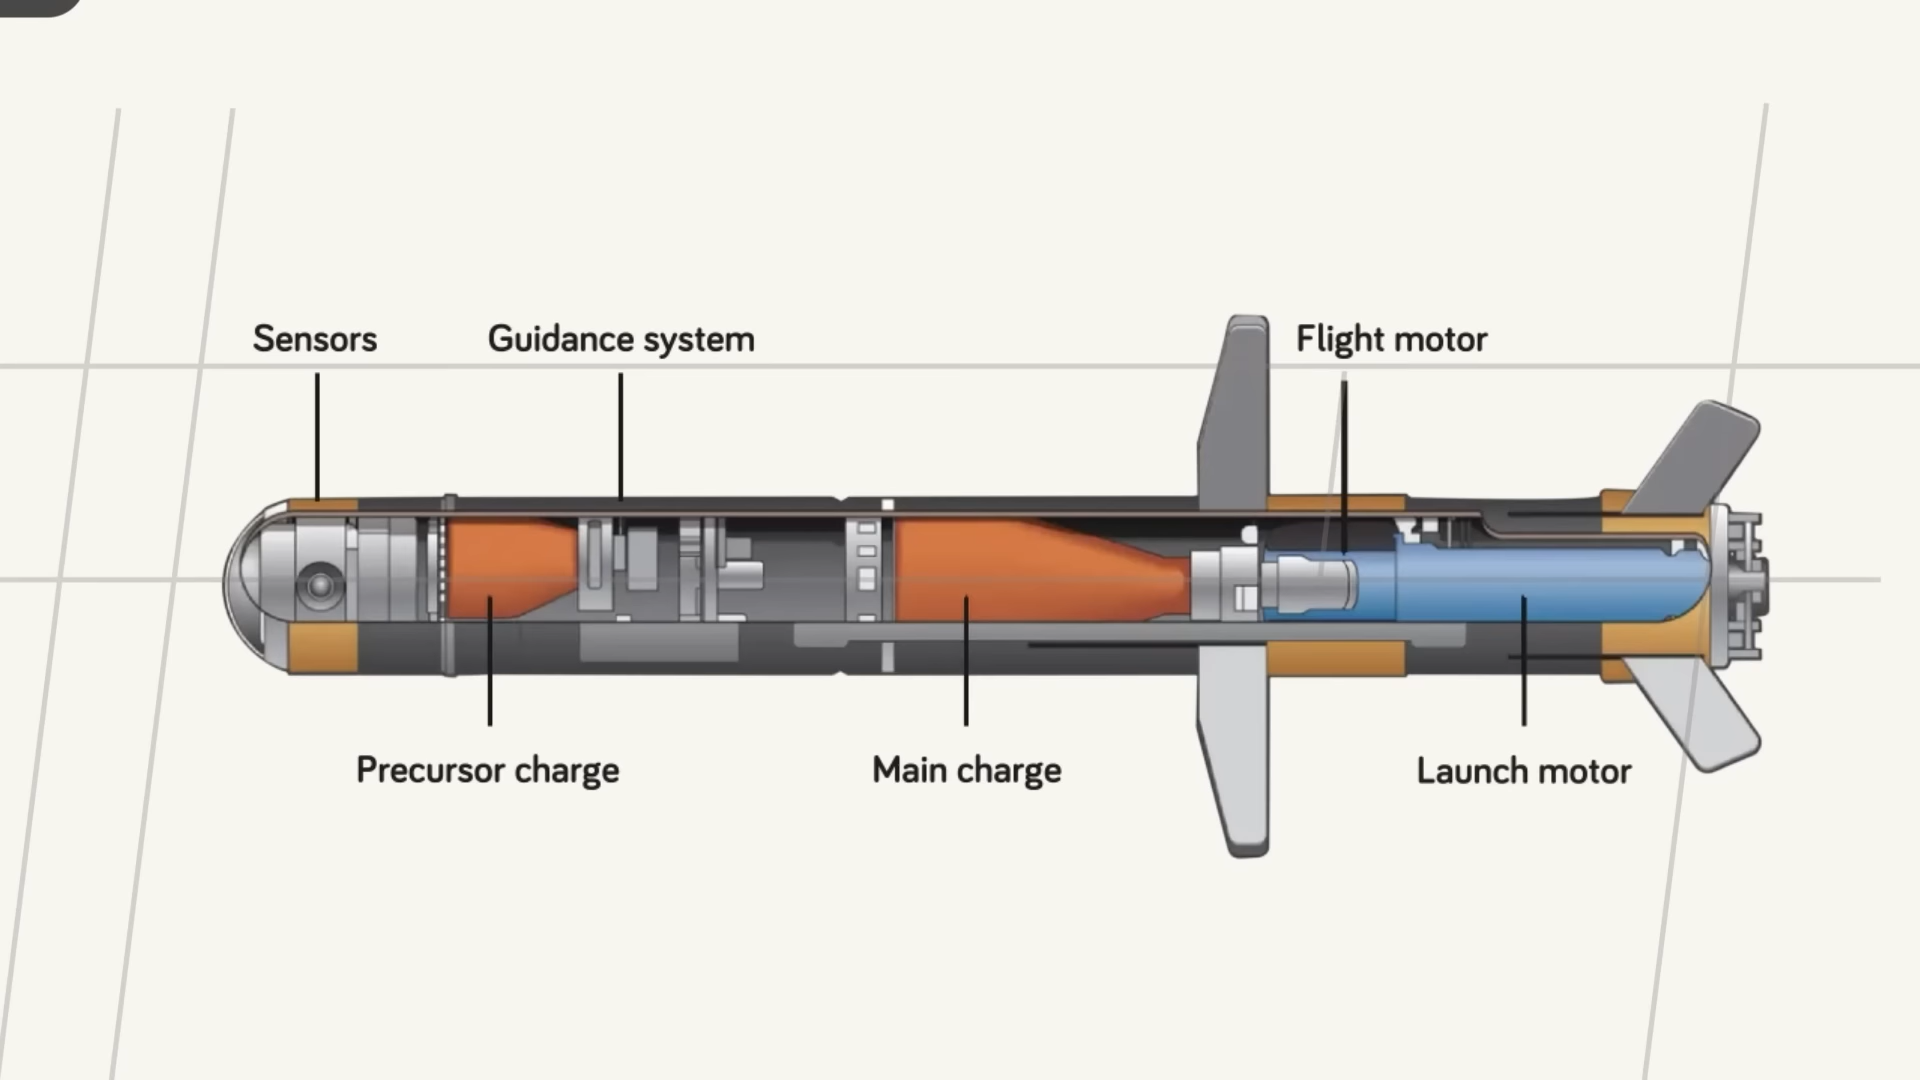 Sensors
Guidance system
Flight motor
Precursor charge
Main charge
Launch motor